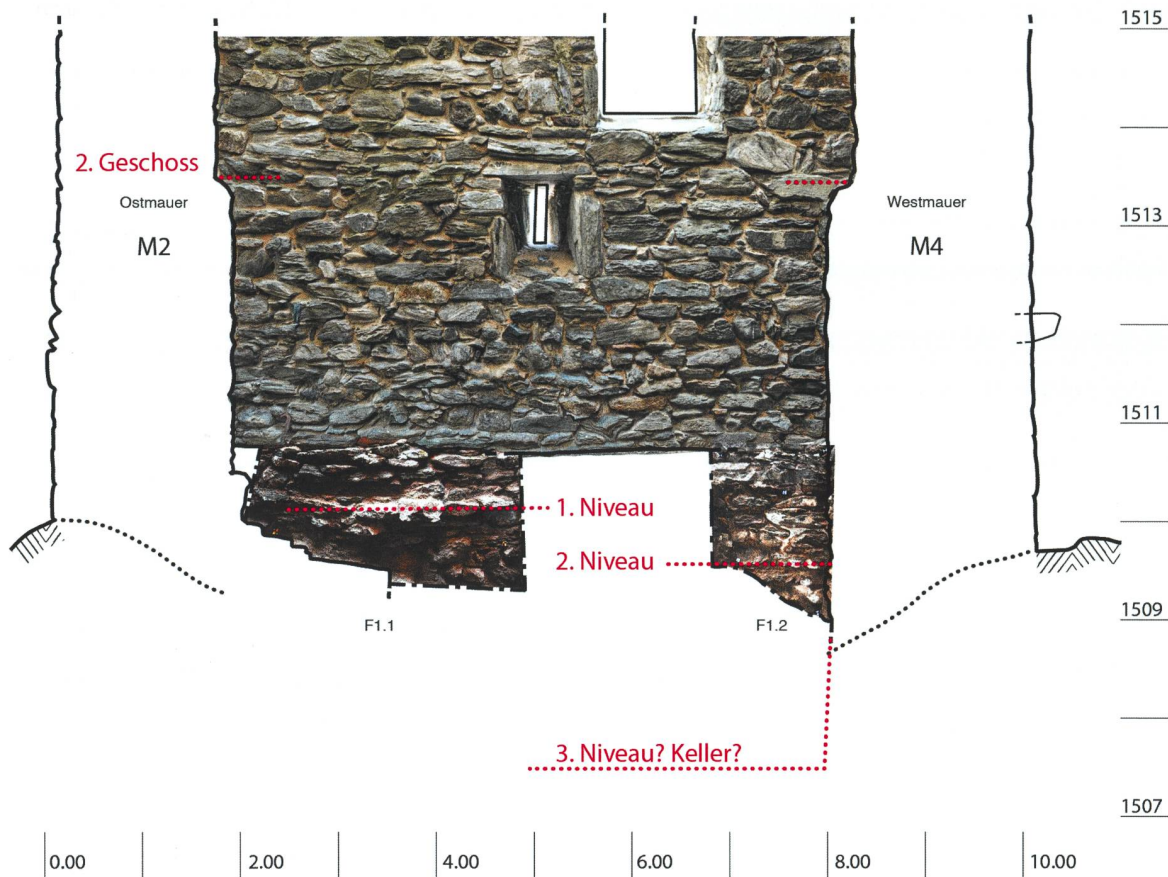 1515
2. Geschoss
Ostmauer
M2
Westmauer
M4
1513
1511
1. Niveau
2. Niveau
1509
F1.1
F1.2
3. Niveau? Keller?
1507
0.00
2.00
4.00
6.00
8.00
10.00